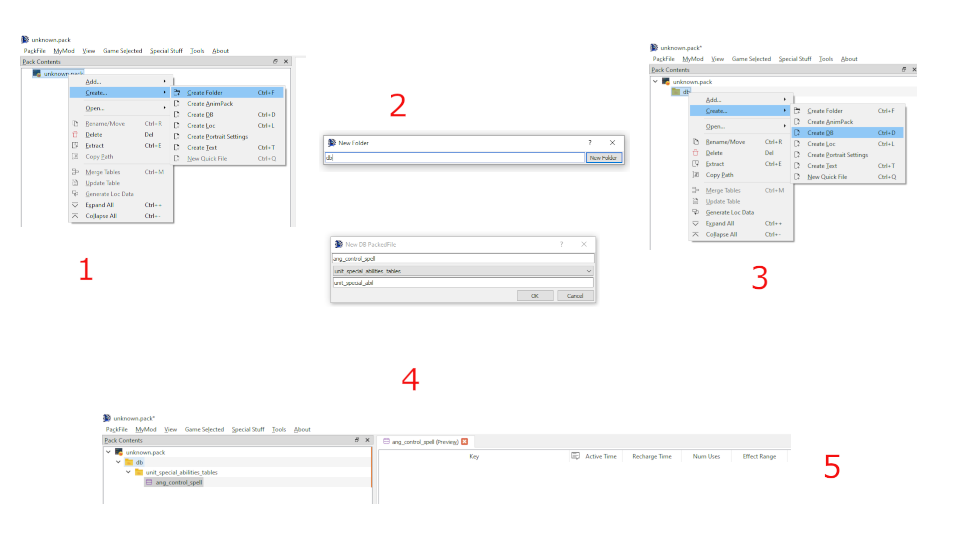 unknown.pack
PackFile MyMod View Game Selected Special Stuff Tools About
Pack Contents
unknown.pack
Add...
Create...
Open...
Rename/Move Ctrl+R
Delete Del
Extract Ctrl+E
Copy Path
Merge Tables Ctrl+M
Update Table
Generate Loc Data
Expand All Ctrl++
Collapse All Ctrl+-
Create Folder Ctrl+F
Create AnimPack
Create DB Ctrl+D
Create Loc Ctrl+L
Create Portrait Settings
Create Text Ctrl+T
New Quick File Ctrl+Q
1
2
New Folder ?
db New Folder
unknown.pack*
PackFile MyMod View Game Selected Special Stuff Tools About
Pack Contents
unknown.pack
db
Add...
Create...
Open...
Rename/Move Ctrl+R
Delete Del
Extract Ctrl+E
Copy Path
Merge Tables Ctrl+M
Update Table
Generate Loc Data
Expand All Ctrl++
Collapse All Ctrl+-
Create Folder Ctrl+F
Create AnimPack
Create DB Ctrl+D
Create Loc Ctrl+L
Create Portrait Settings
Create Text Ctrl+T
New Quick File Ctrl+Q
3
New DB PackedFile ?
ang_control_spell
unit_special_abilities_tables
unit_special_abil
OK Cancel
4
unknown.pack*
PackFile MyMod View Game Selected Special Stuff Tools About
Pack Contents
unknown.pack
db
unit_special_abilities_tables
ang_control_spell
ang_control_spell (Preview)
Key Active Time Recharge Time Num Uses Effect Range
5